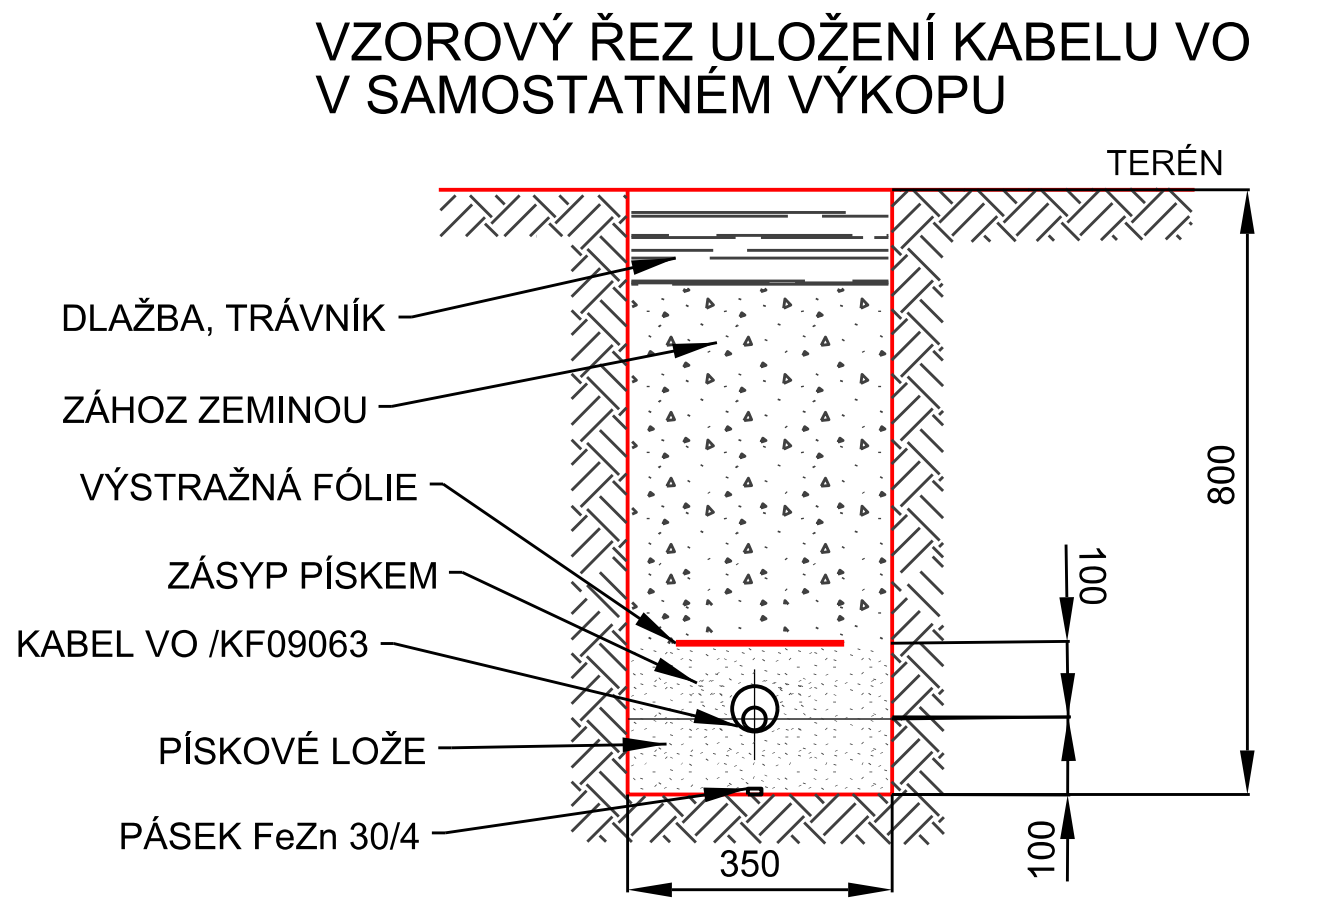 VZOROVÝ ŘEZ ULOŽENÍ KABELU VO
V SAMOSTATNÉM VÝKOPU
TERÉN
DLAŽBA, TRÁVNÍK
ZÁHOZ ZEMINOU
VÝSTRAŽNÁ FÓLIE
800
ZÁSYP PÍSKEM
100
KABEL VO /KF09063
PÍSKOVÉ LOŽE
PÁSEK FeZn 30/4
100
350